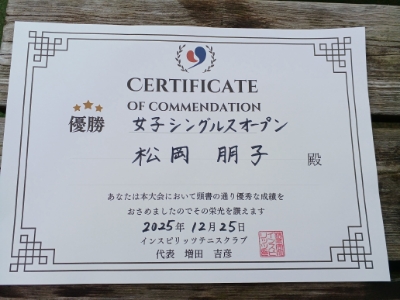 CERTIFICATE
OF COMMENDATION
優勝 女子シングルスオープン
松岡 朋子 殿
あなたは本大会において頭書の通り優秀な成績を
おさめましたのでその栄光を讃えます
2025年12月25日
インスピリッツテニスクラブ
代表 増田 吉彦